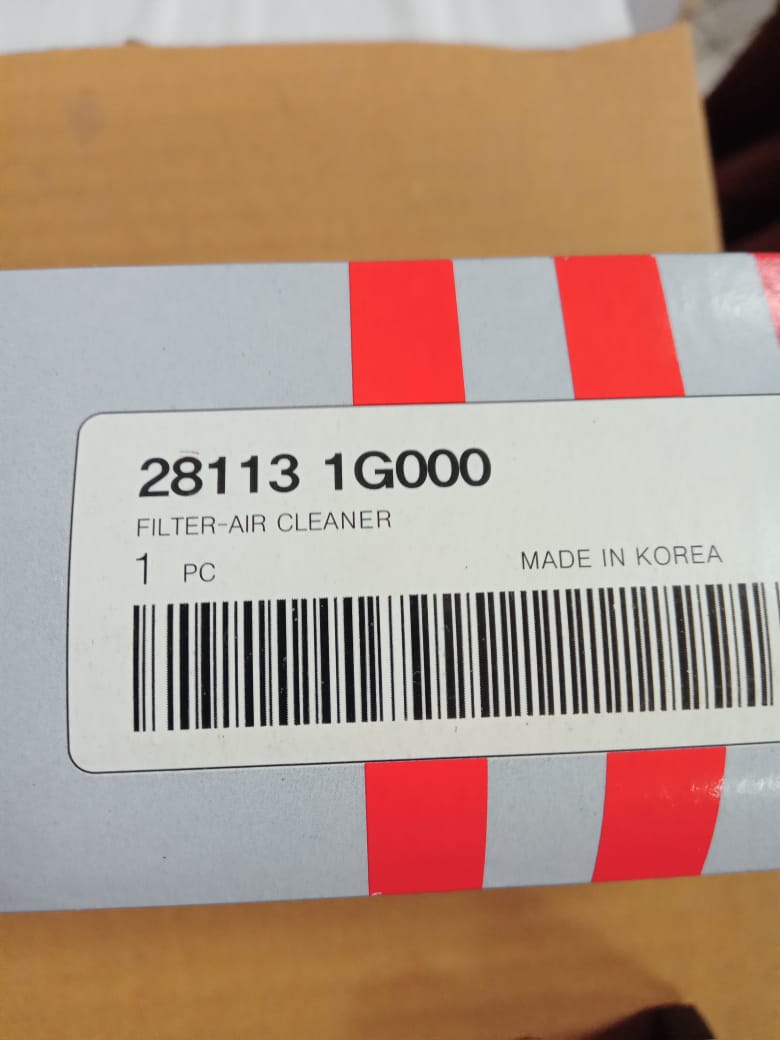 28113 1G000
FILTER-AIR CLEANER
1 PC
MADE IN KOREA